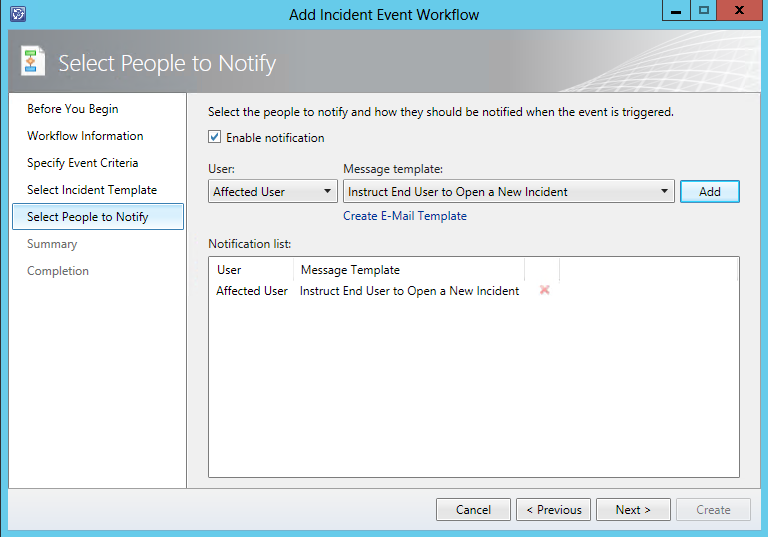 Add Incident Event Workflow
Select People to Notify
Before You Begin
Workflow Information
Specify Event Criteria
Select Incident Template
Select People to Notify
Summary
Completion
Select the people to notify and how they should be notified when the event is triggered.
Enable notification
User: Message template:
Affected User Instruct End User to Open a New Incident Add
Create E-Mail Template
Notification list:
User Message Template
Affected User Instruct End User to Open a New Incident
Cancel < Previous Next > Create